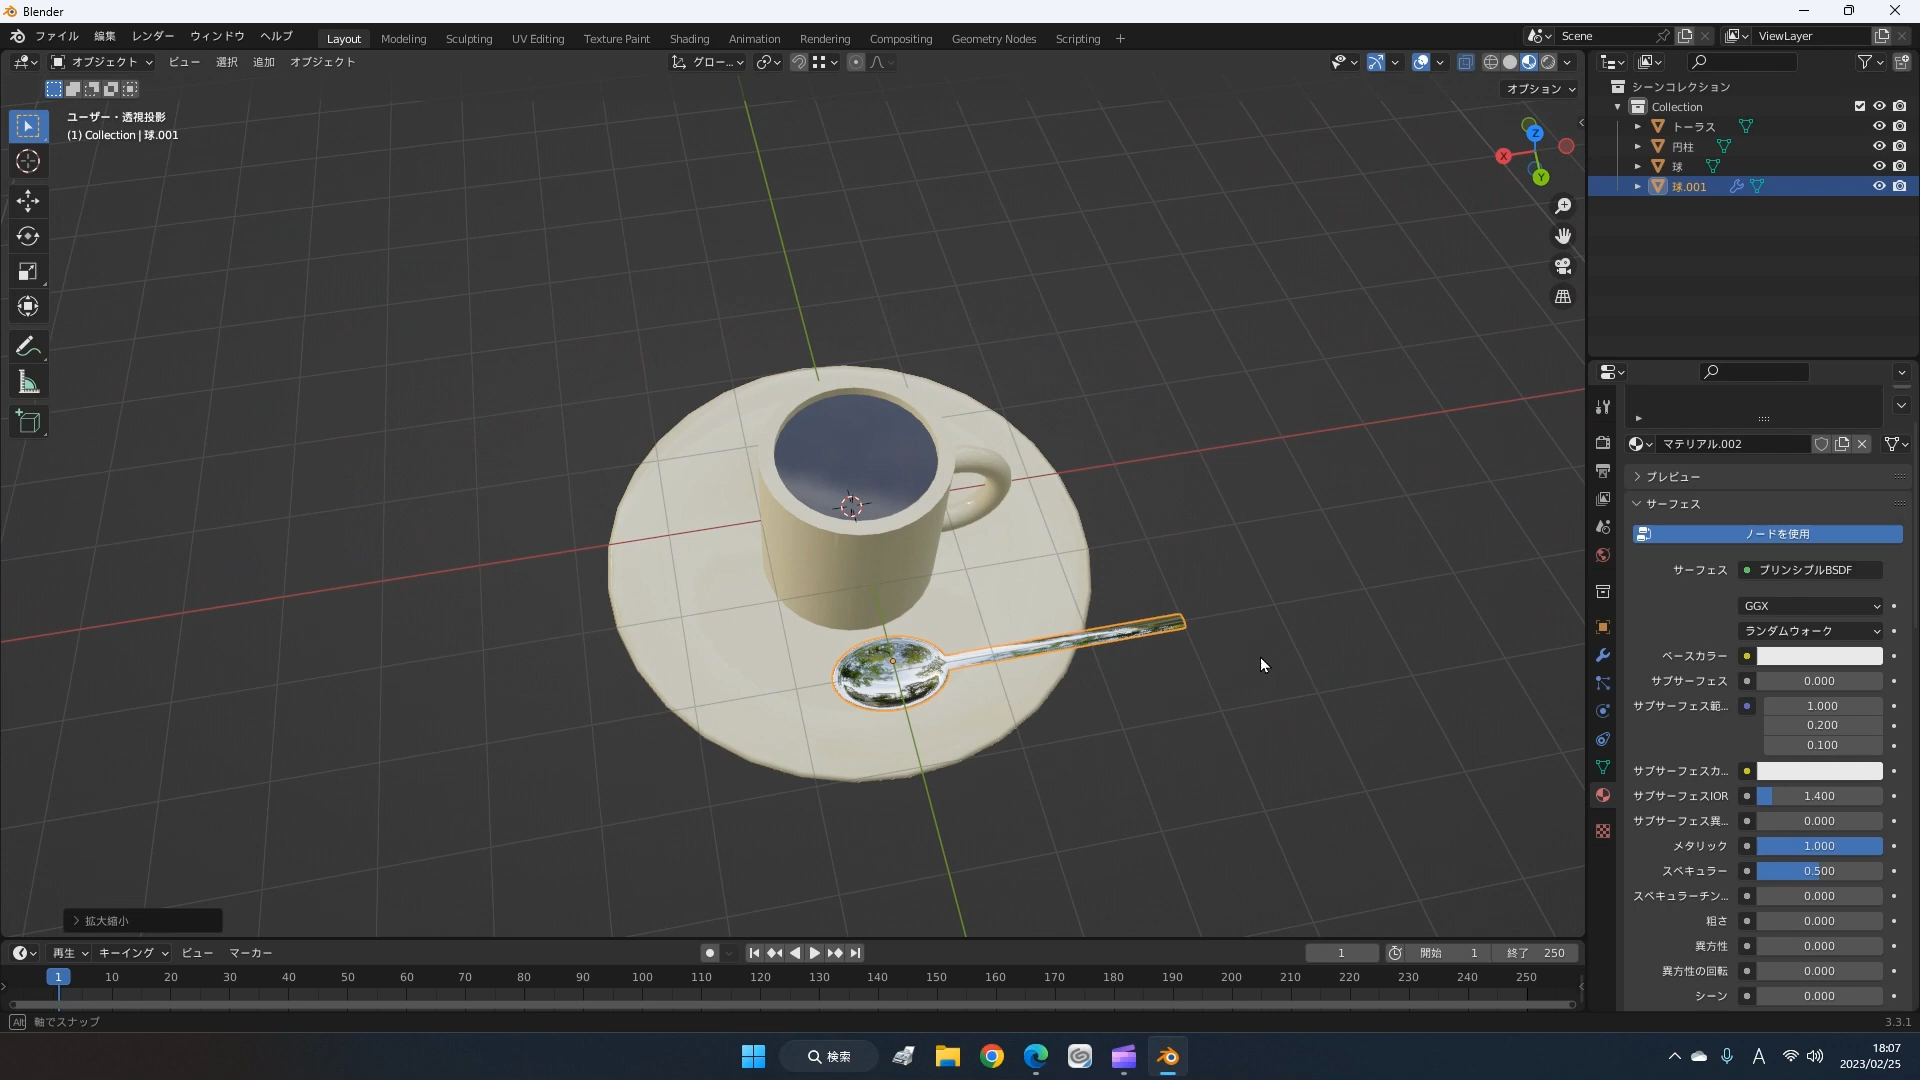 Blender
ファイル 編集 レンダー ウィンドウ ヘルプ Layout Modeling Sculpting UV Editing Texture Paint Shading Animation Rendering Compositing Geometry Nodes Scripting + Scene ViewLayer
オブジェクト ビュー 選択 追加 オブジェクト グロー...
オプション
ユーザー・透視投影
(1) Collection | 球.001
Z
X
Y
シーンコレクション
Collection
トーラス
円柱
球
球.001
マテリアル.002
プレビュー
サーフェス
ノードを使用
サーフェス プリンシプルBSDF
GGX
ランダムウォーク
ベースカラー
サブサーフェス 0.000
サブサーフェス範... 1.000
0.200
0.100
サブサーフェスカ...
サブサーフェスIOR 1.400
サブサーフェス異... 0.000
メタリック 1.000
スペキュラー 0.500
スペキュラーチン... 0.000
粗さ 0.000
異方性 0.000
異方性の回転 0.000
シーン 0.000
拡大縮小
再生 キーイング ビュー マーカー 1 開始 1 終了 250
1 10 20 30 40 50 60 70 80 90 100 110 120 130 140 150 160 170 180 190 200 210 220 230 240 250
Alt 軸でスナップ 3.3.1
検索 A 18:07
2023/02/25